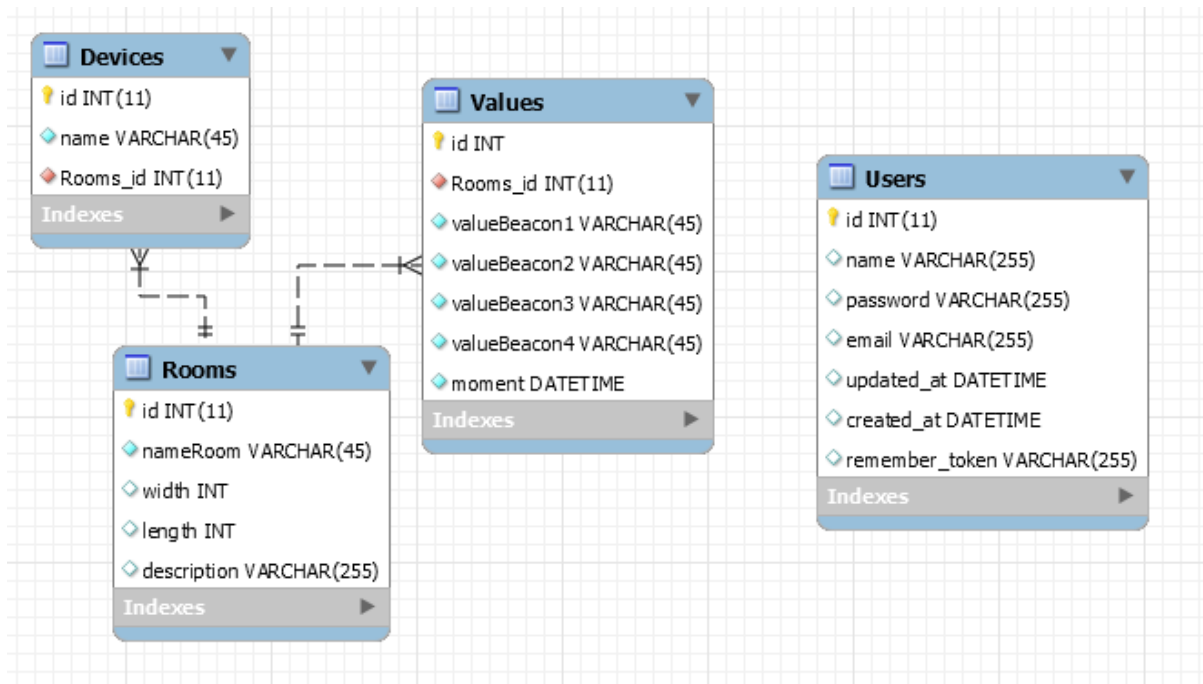 Devices
id INT(11)
name VARCHAR(45)
Rooms_id INT(11)
Indexes
Values
id INT
Rooms_id INT(11)
valueBeacon1 VARCHAR(45)
valueBeacon2 VARCHAR(45)
valueBeacon3 VARCHAR(45)
valueBeacon4 VARCHAR(45)
moment DATETIME
Indexes
Users
id INT(11)
name VARCHAR(255)
password VARCHAR(255)
email VARCHAR(255)
updated_at DATETIME
created_at DATETIME
remember_token VARCHAR(255)
Indexes
Rooms
id INT(11)
nameRoom VARCHAR(45)
width INT
length INT
description VARCHAR(255)
Indexes